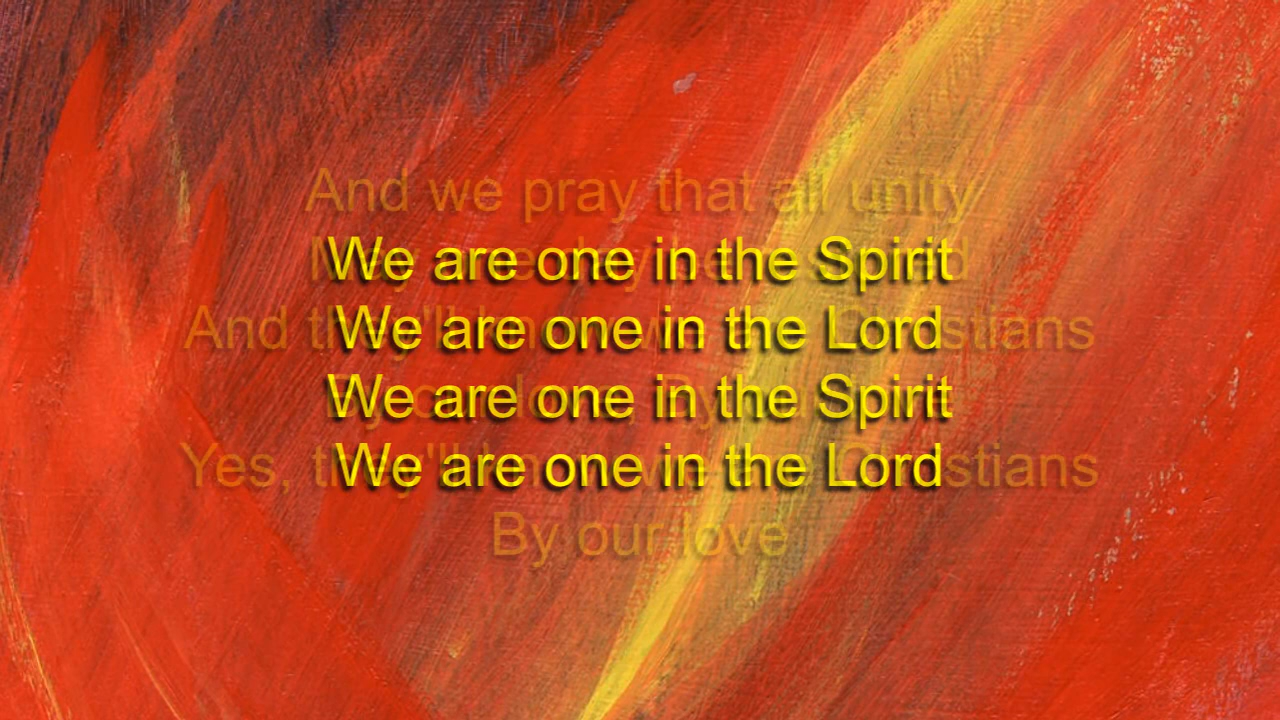 And we pray that all unity
We are one in the Spirit
We are one in the Lord
And they'll know we are Christians
We are one in the Spirit
We are one in the Lord
Yes, they'll know we are Christians
By our love